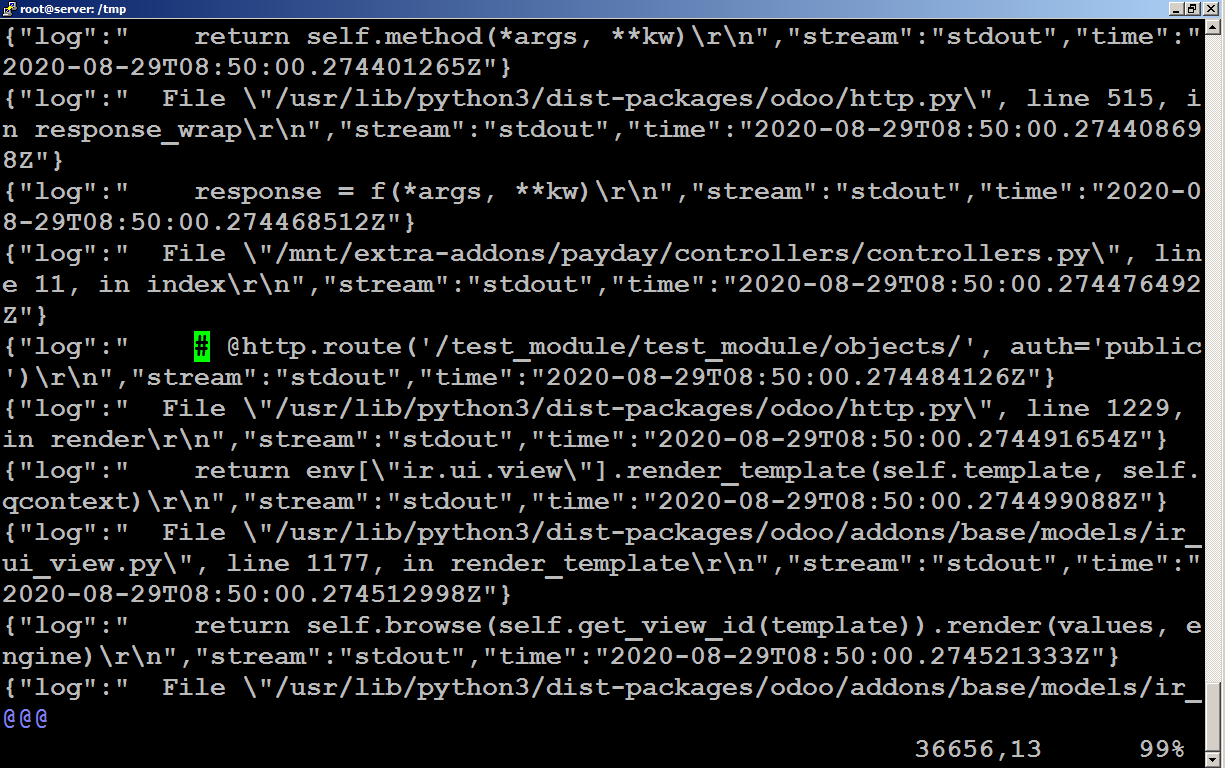 root@server: /tmp
{"log":"    return self.method(*args, **kw)\r\n","stream":"stdout","time":"
2020-08-29T08:50:00.274401265Z"}
{"log":"  File \"/usr/lib/python3/dist-packages/odoo/http.py\", line 515, i
n response_wrap\r\n","stream":"stdout","time":"2020-08-29T08:50:00.27440869
8Z"}
{"log":"    response = f(*args, **kw)\r\n","stream":"stdout","time":"2020-0
8-29T08:50:00.274468512Z"}
{"log":"  File \"/mnt/extra-addons/payday/controllers/controllers.py\", lin
e 11, in index\r\n","stream":"stdout","time":"2020-08-29T08:50:00.274476492
Z"}
{"log":"    # @http.route('/test_module/test_module/objects/', auth='public
')\r\n","stream":"stdout","time":"2020-08-29T08:50:00.274484126Z"}
{"log":"  File \"/usr/lib/python3/dist-packages/odoo/http.py\", line 1229, 
in render\r\n","stream":"stdout","time":"2020-08-29T08:50:00.274491654Z"}
{"log":"    return env[\"ir.ui.view\"].render_template(self.template, self.
qcontext)\r\n","stream":"stdout","time":"2020-08-29T08:50:00.274499088Z"}
{"log":"  File \"/usr/lib/python3/dist-packages/odoo/addons/base/models/ir_
ui_view.py\", line 1177, in render_template\r\n","stream":"stdout","time":"
2020-08-29T08:50:00.274512998Z"}
{"log":"    return self.browse(self.get_view_id(template)).render(values, e
ngine)\r\n","stream":"stdout","time":"2020-08-29T08:50:00.274521333Z"}
{"log":"  File \"/usr/lib/python3/dist-packages/odoo/addons/base/models/ir_
@@@
36656,13      99%